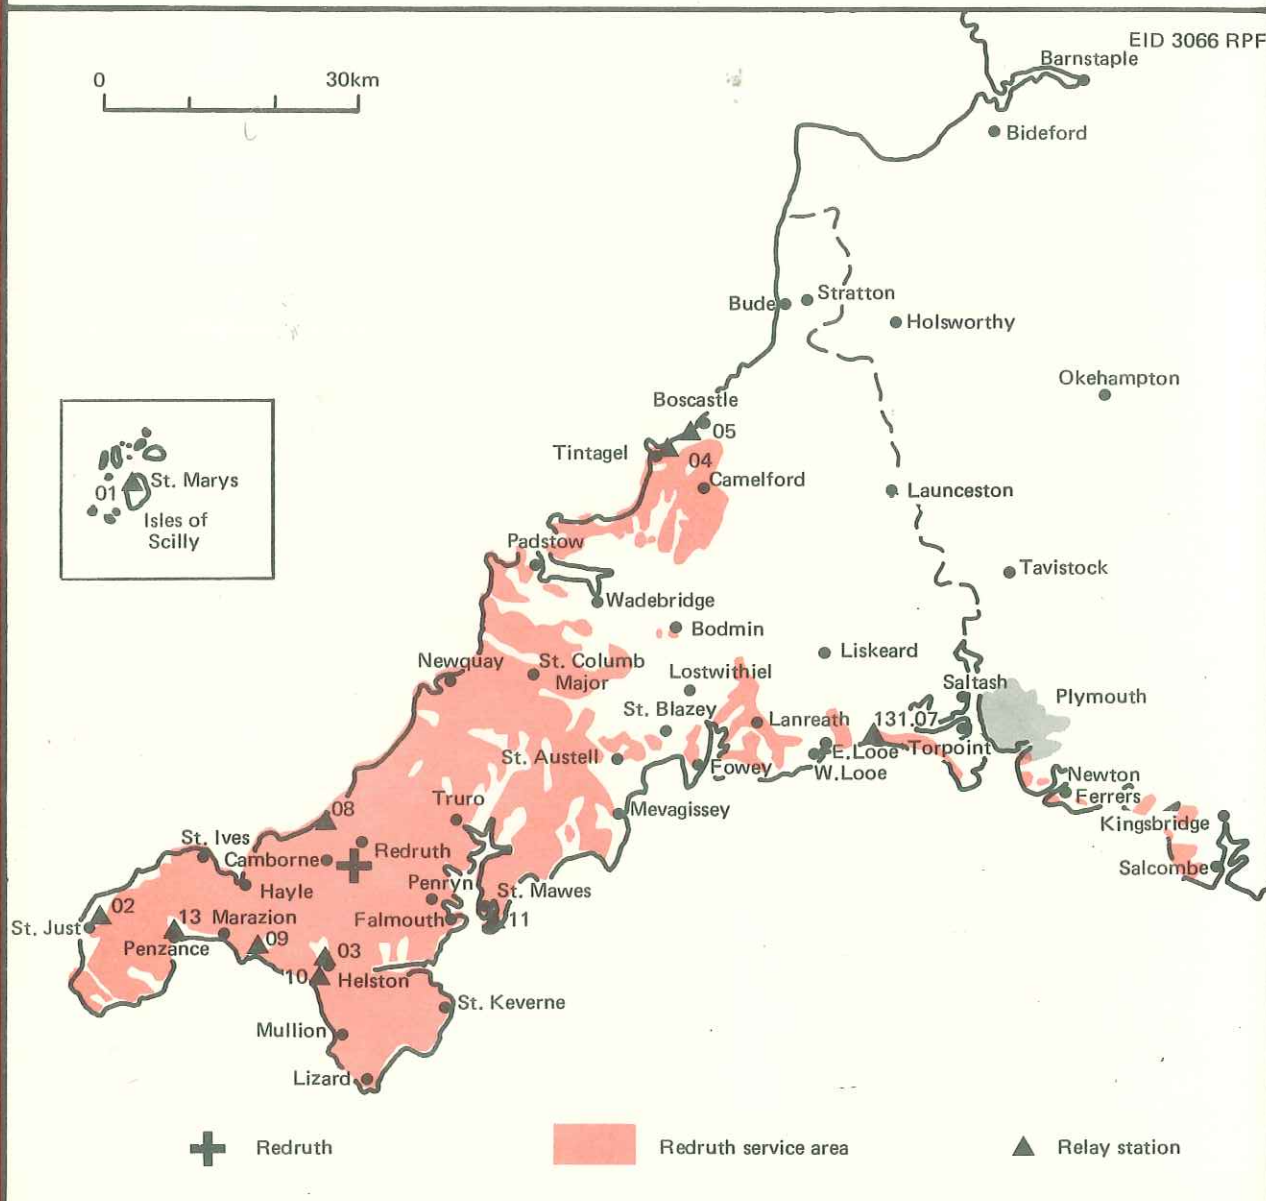 EID 3066 RPF
0 30km
Barnstaple
Bideford
Bude
Stratton
Holsworthy
Okehampton
Boscastle
05
Tintagel
04
Camelford
Launceston
01
St. Marys
Isles of
Scilly
Padstow
Tavistock
Wadebridge
Bodmin
Liskeard
Newquay
St. Columb
Major
Lostwithiel
Saltash
Plymouth
St. Blazey
Lanreath
131.07
St. Austell
Fowey
E.Looe
W.Looe
Torpoint
Newton
Ferrers
Truro
Mevagissey
08
Kingsbridge
St. Ives
Camborne
Redruth
Salcombe
Hayle
Penryn
St. Mawes
02
13
Marazion
Falmouth
11
St. Just
Penzance
09
03
10
Helston
St. Keverne
Mullion
Lizard
Redruth
Redruth service area
Relay station